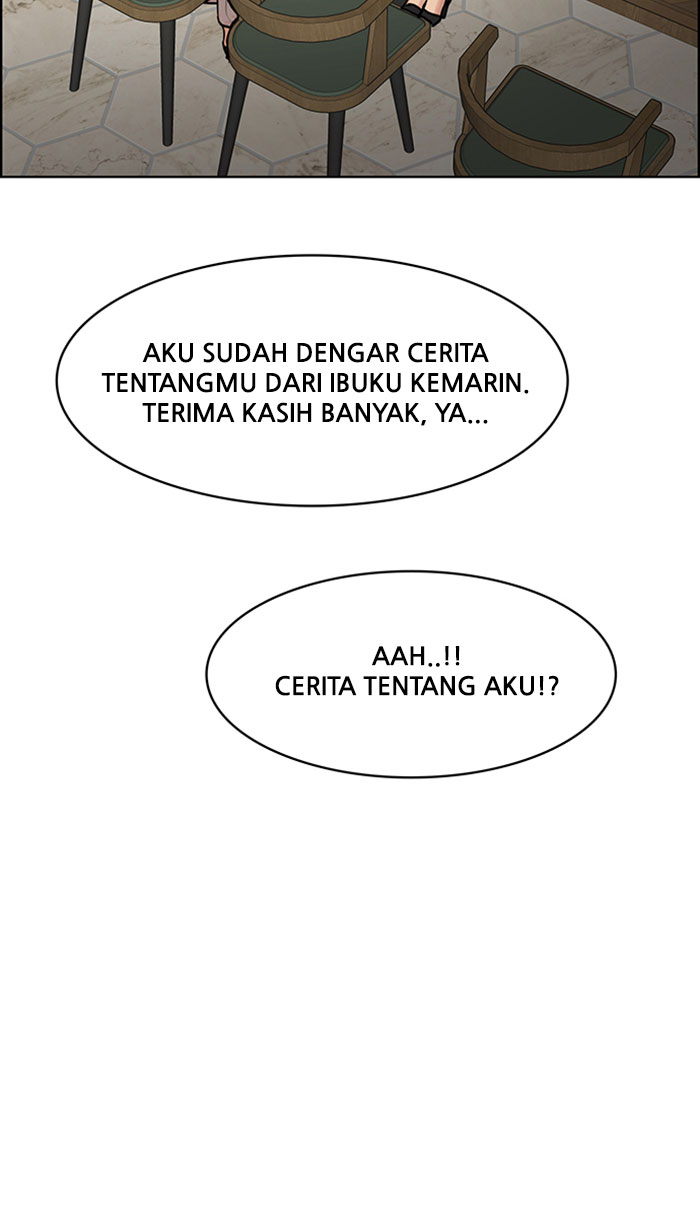 AKU SUDAH DENGAR CERITA
TENTANGMU DARI IBUKU KEMARIN.
TERIMA KASIH BANYAK, YA...
AAH..!!
CERITA TENTANG AKU!?